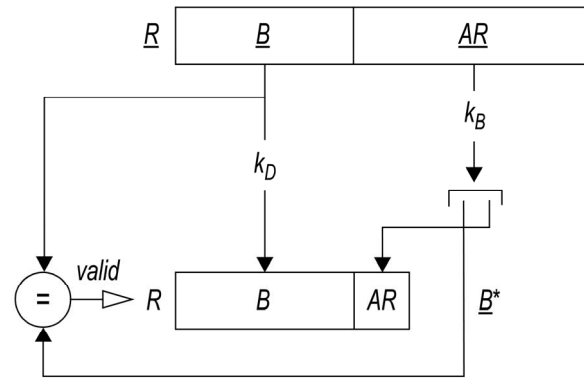 R B AR
k_B
k_D
valid
= R B AR B*